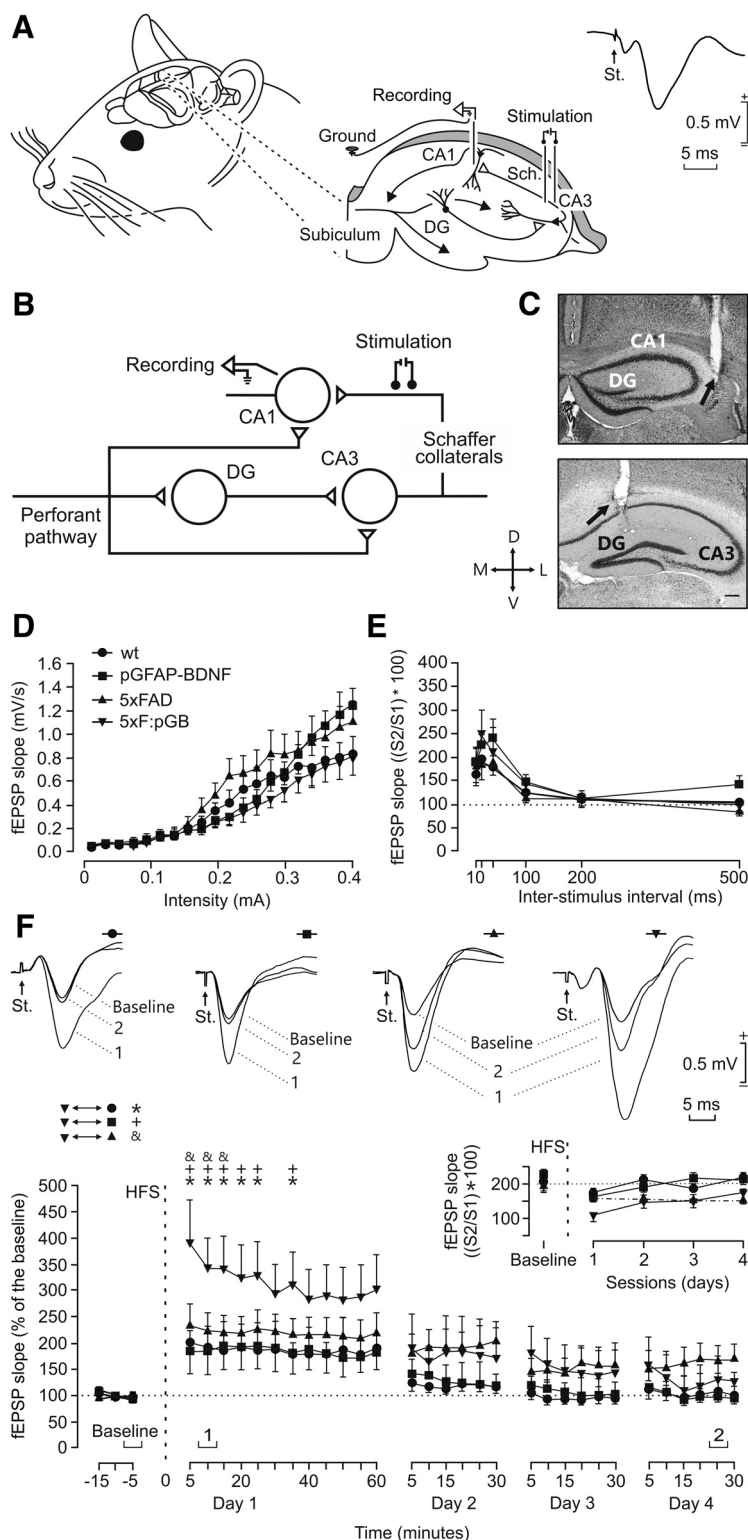 A
St.
+
0.5 mV
–
5 ms
Recording
Stimulation
Ground
CA1
Sch.
CA3
DG
Subiculum
B
Recording
Stimulation
CA1
DG
CA3
Schaffer
collaterals
Perforant
pathway
C
CA1
DG
DG
CA3
D
M
L
V
D
wt
pGFAP-BDNF
5xFAD
5xF:pGB
fEPSP slope (mV/s)
1.6
1.4
1.2
1.0
0.8
0.6
0.4
0.2
0.0
0
0.1
0.2
0.3
0.4
Intensity (mA)
E
fEPSP slope ((S2/S1) * 100)
400
350
300
250
200
150
100
50
0
10
100
200
500
Inter-stimulus interval (ms)
F
St.
Baseline
2
1
St.
Baseline
2
1
St.
Baseline
2
1
St.
+
0.5 mV
–
5 ms
*
+
&
fEPSP slope (% of the baseline)
500
450
400
350
300
250
200
150
100
50
0
HFS
& & &
+ + + + + +
* * * * * *
Baseline
1
2
fEPSP slope
((S2/S1) * 100)
200
100
HFS
Baseline
1
2
3
4
Sessions (days)
-15
-5
0
5
20
40
60
Day 1
5
15
30
Day 2
5
15
30
Day 3
5
15
30
Day 4
Time (minutes)